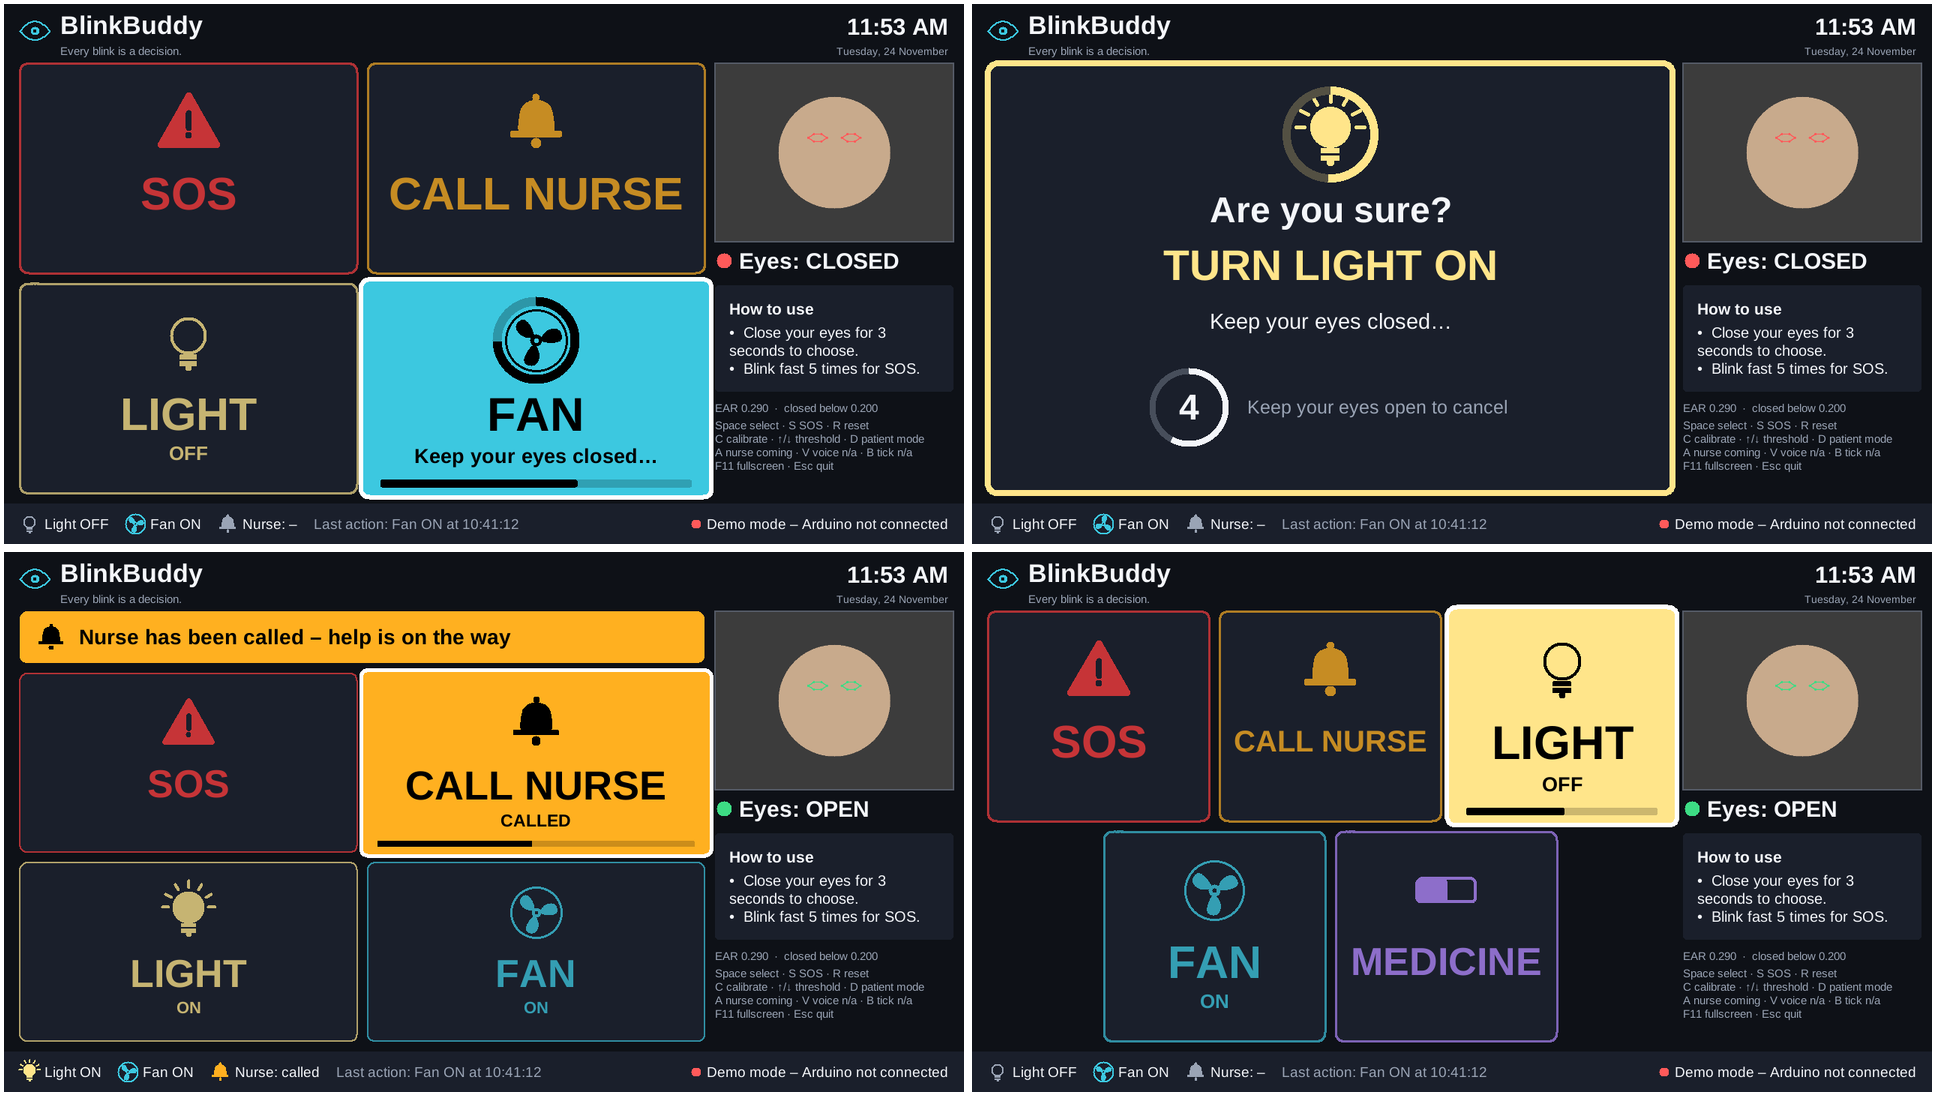 BlinkBuddy
Every blink is a decision.
11:53 AM
Tuesday, 24 November
SOS
CALL NURSE
LIGHT
OFF
FAN
Keep your eyes closed…
Eyes: CLOSED
How to use
• Close your eyes for 3
seconds to choose.
• Blink fast 5 times for SOS.
EAR 0.290 · closed below 0.200
Space select · S SOS · R reset
C calibrate · ↑/↓ threshold · D patient mode
A nurse coming · V voice n/a · B tick n/a
F11 fullscreen · Esc quit
Light OFF
Fan ON
Nurse: –
Last action: Fan ON at 10:41:12
Demo mode – Arduino not connected
BlinkBuddy
Every blink is a decision.
11:53 AM
Tuesday, 24 November
Are you sure?
TURN LIGHT ON
Keep your eyes closed…
4
Keep your eyes open to cancel
Eyes: CLOSED
How to use
• Close your eyes for 3
seconds to choose.
• Blink fast 5 times for SOS.
EAR 0.290 · closed below 0.200
Space select · S SOS · R reset
C calibrate · ↑/↓ threshold · D patient mode
A nurse coming · V voice n/a · B tick n/a
F11 fullscreen · Esc quit
Light OFF
Fan ON
Nurse: –
Last action: Fan ON at 10:41:12
Demo mode – Arduino not connected
BlinkBuddy
Every blink is a decision.
11:53 AM
Tuesday, 24 November
Nurse has been called – help is on the way
SOS
CALL NURSE
CALLED
LIGHT
ON
FAN
ON
Eyes: OPEN
How to use
• Close your eyes for 3
seconds to choose.
• Blink fast 5 times for SOS.
EAR 0.290 · closed below 0.200
Space select · S SOS · R reset
C calibrate · ↑/↓ threshold · D patient mode
A nurse coming · V voice n/a · B tick n/a
F11 fullscreen · Esc quit
Light ON
Fan ON
Nurse: called
Last action: Fan ON at 10:41:12
Demo mode – Arduino not connected
BlinkBuddy
Every blink is a decision.
11:53 AM
Tuesday, 24 November
SOS
CALL NURSE
LIGHT
OFF
FAN
ON
MEDICINE
Eyes: OPEN
How to use
• Close your eyes for 3
seconds to choose.
• Blink fast 5 times for SOS.
EAR 0.290 · closed below 0.200
Space select · S SOS · R reset
C calibrate · ↑/↓ threshold · D patient mode
A nurse coming · V voice n/a · B tick n/a
F11 fullscreen · Esc quit
Light OFF
Fan ON
Nurse: –
Last action: Fan ON at 10:41:12
Demo mode – Arduino not connected